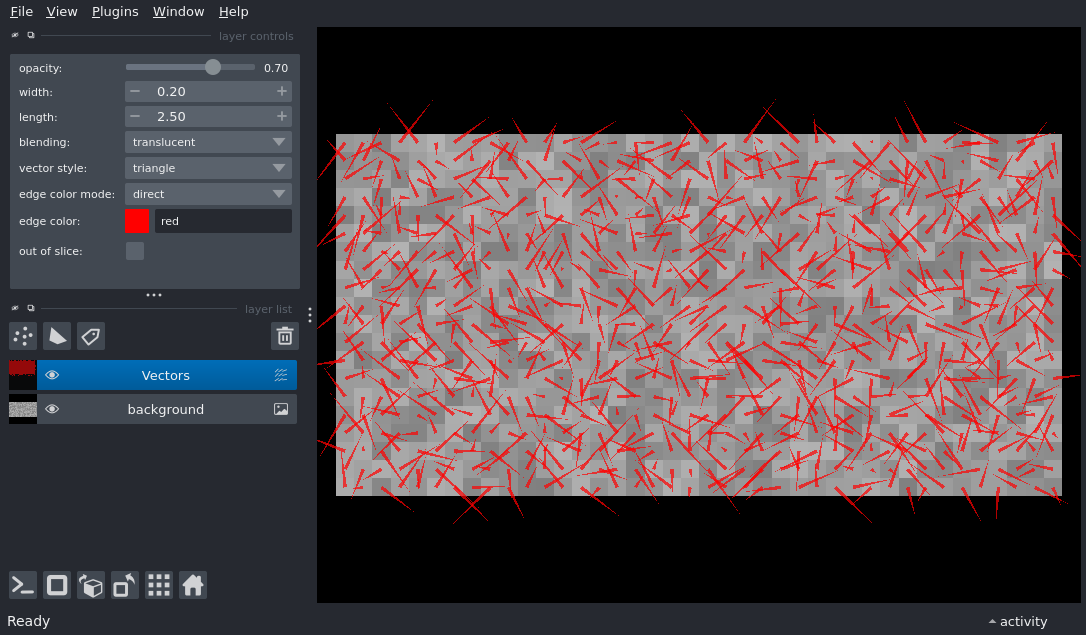 File View Plugins Window Help
layer controls
opacity: 0.70
width: − 0.20 +
length: − 2.50 +
blending: translucent
vector style: triangle
edge color mode: direct
edge color: red
out of slice:
layer list
Vectors
background
Ready
activity